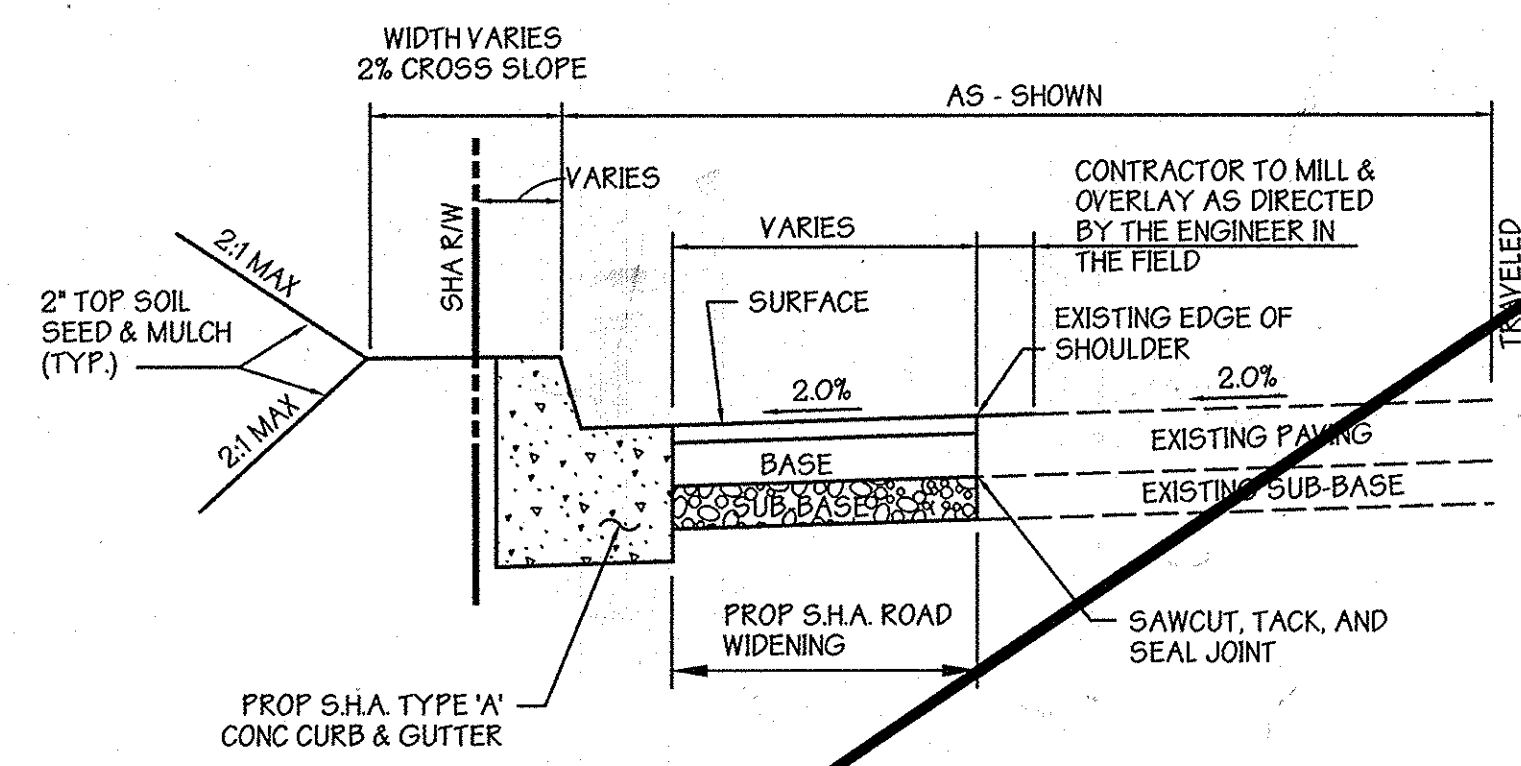 WIDTH VARIES
2% CROSS SLOPE
AS - SHOWN
VARIES
SHA R/W
VARIES
CONTRACTOR TO MILL &
OVERLAY AS DIRECTED
BY THE ENGINEER IN
THE FIELD
TRAVELED
2:1 MAX
2" TOP SOIL
SEED & MULCH
(TYP.)
2:1 MAX
SURFACE
EXISTING EDGE OF
SHOULDER
2.0%
2.0%
EXISTING PAVING
BASE
EXISTING SUB-BASE
SUB-BASE
PROP S.H.A. ROAD
WIDENING
SAWCUT, TACK, AND
SEAL JOINT
PROP S.H.A. TYPE 'A'
CONC CURB & GUTTER